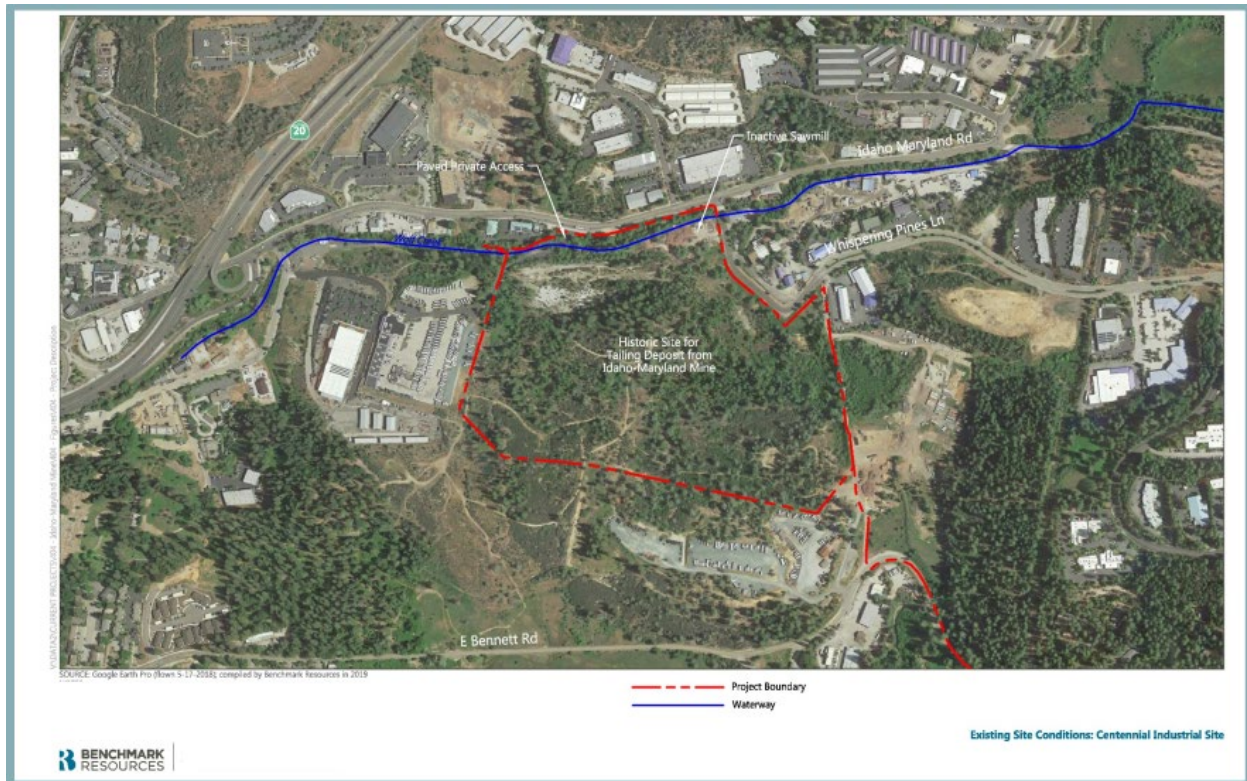 20
Idaho Maryland Rd
Inactive Sawmill
Paved Private Access
Wolf Creek
Whispering Pines Ln
Historic Site for
Tailing Deposit from
Idaho-Maryland Mine
E Bennett Rd
SOURCE: Google Earth Pro (flown 5-17-2018); compiled by Benchmark Resources in 2019
Project Boundary
Waterway
Existing Site Conditions: Centennial Industrial Site
BENCHMARK
RESOURCES